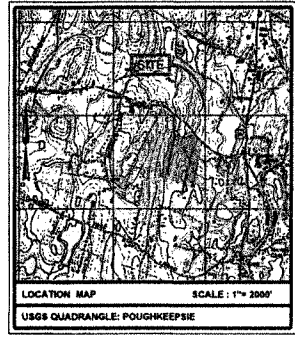 SITE
LOCATION MAP SCALE : 1"= 2000'
USGS QUADRANGLE: POUGHKEEPSIE